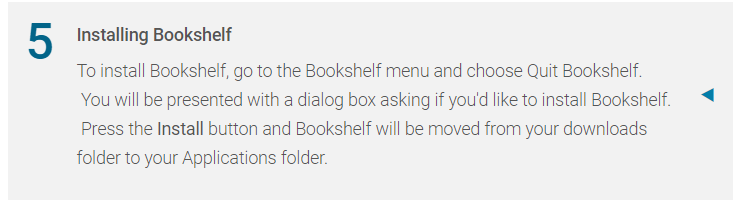 5
Installing Bookshelf
To install Bookshelf, go to the Bookshelf menu and choose Quit Bookshelf.
You will be presented with a dialog box asking if you'd like to install Bookshelf.
Press the Install button and Bookshelf will be moved from your downloads
folder to your Applications folder.